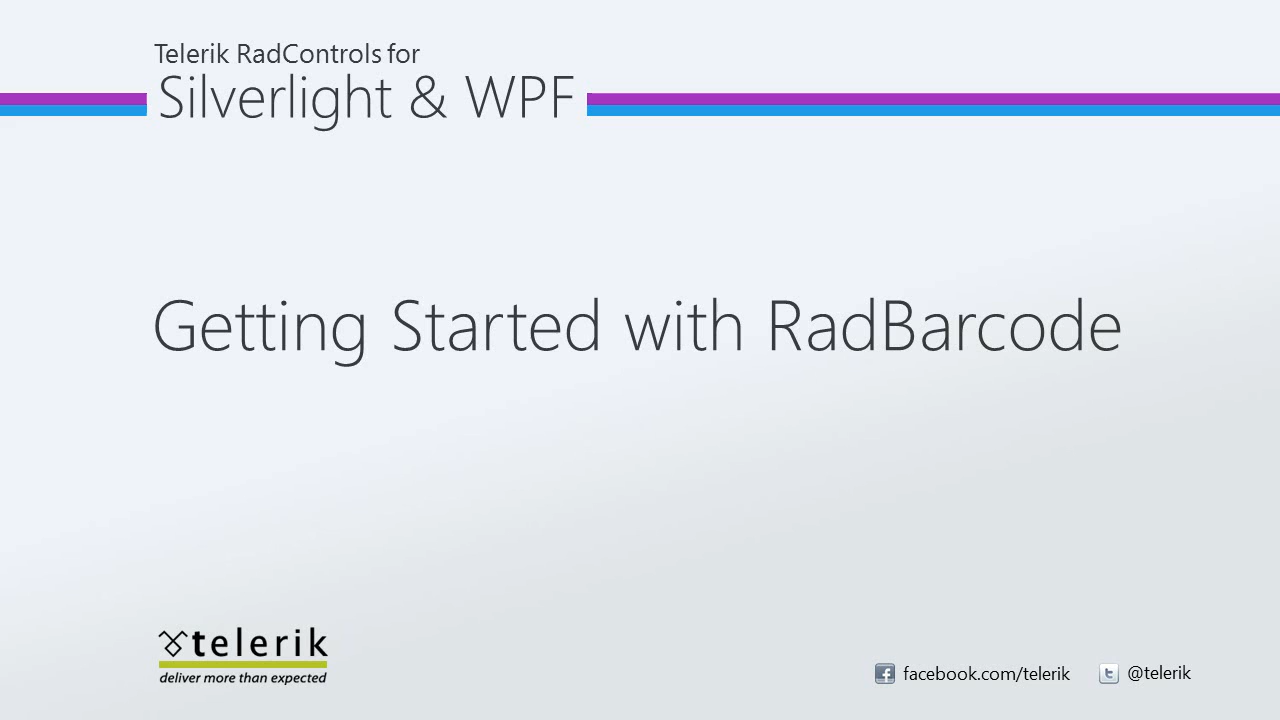 Telerik RadControls for
Silverlight & WPF
Getting Started with RadBarcode
telerik
deliver more than expected
facebook.com/telerik
@telerik